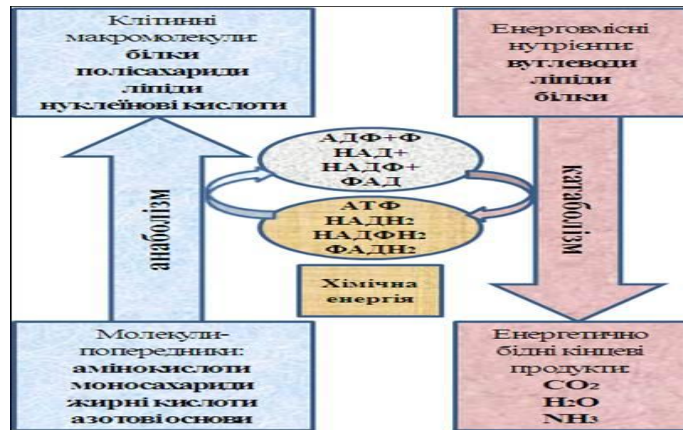 Клітинні
макромолекули:
білки
полісахариди
ліпіди
нуклеїнові кислоти
Енерговмісні
нутрієнти:
вуглеводи
ліпіди
білки
АДФ+Ф
НАД+
НАДФ+
ФАД
анаболізм
катаболізм
АТФ
НАДН₂
НАДФН₂
ФАДН₂
Хімічна
енергія
Молекули-
попередники:
амінокислоти
моносахариди
жирні кислоти
азотові основи
Енергетично
бідні кінцеві
продукти:
CO₂
H₂O
NH₃